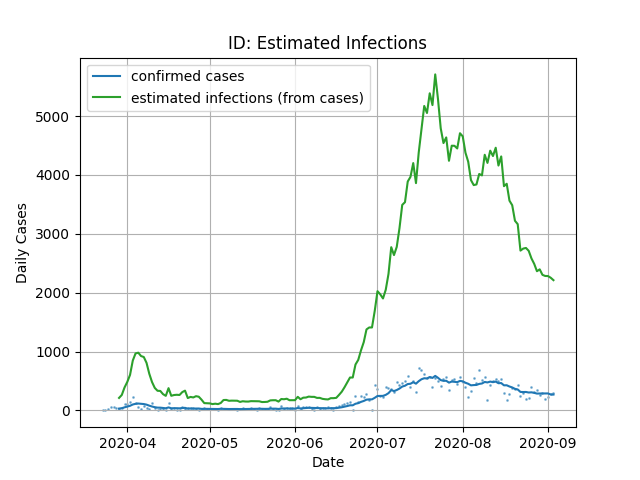 ID: Estimated Infections
confirmed cases
estimated infections (from cases)
Daily Cases
5000
4000
3000
2000
1000
0
2020-04 2020-05 2020-06 2020-07 2020-08 2020-09
Date